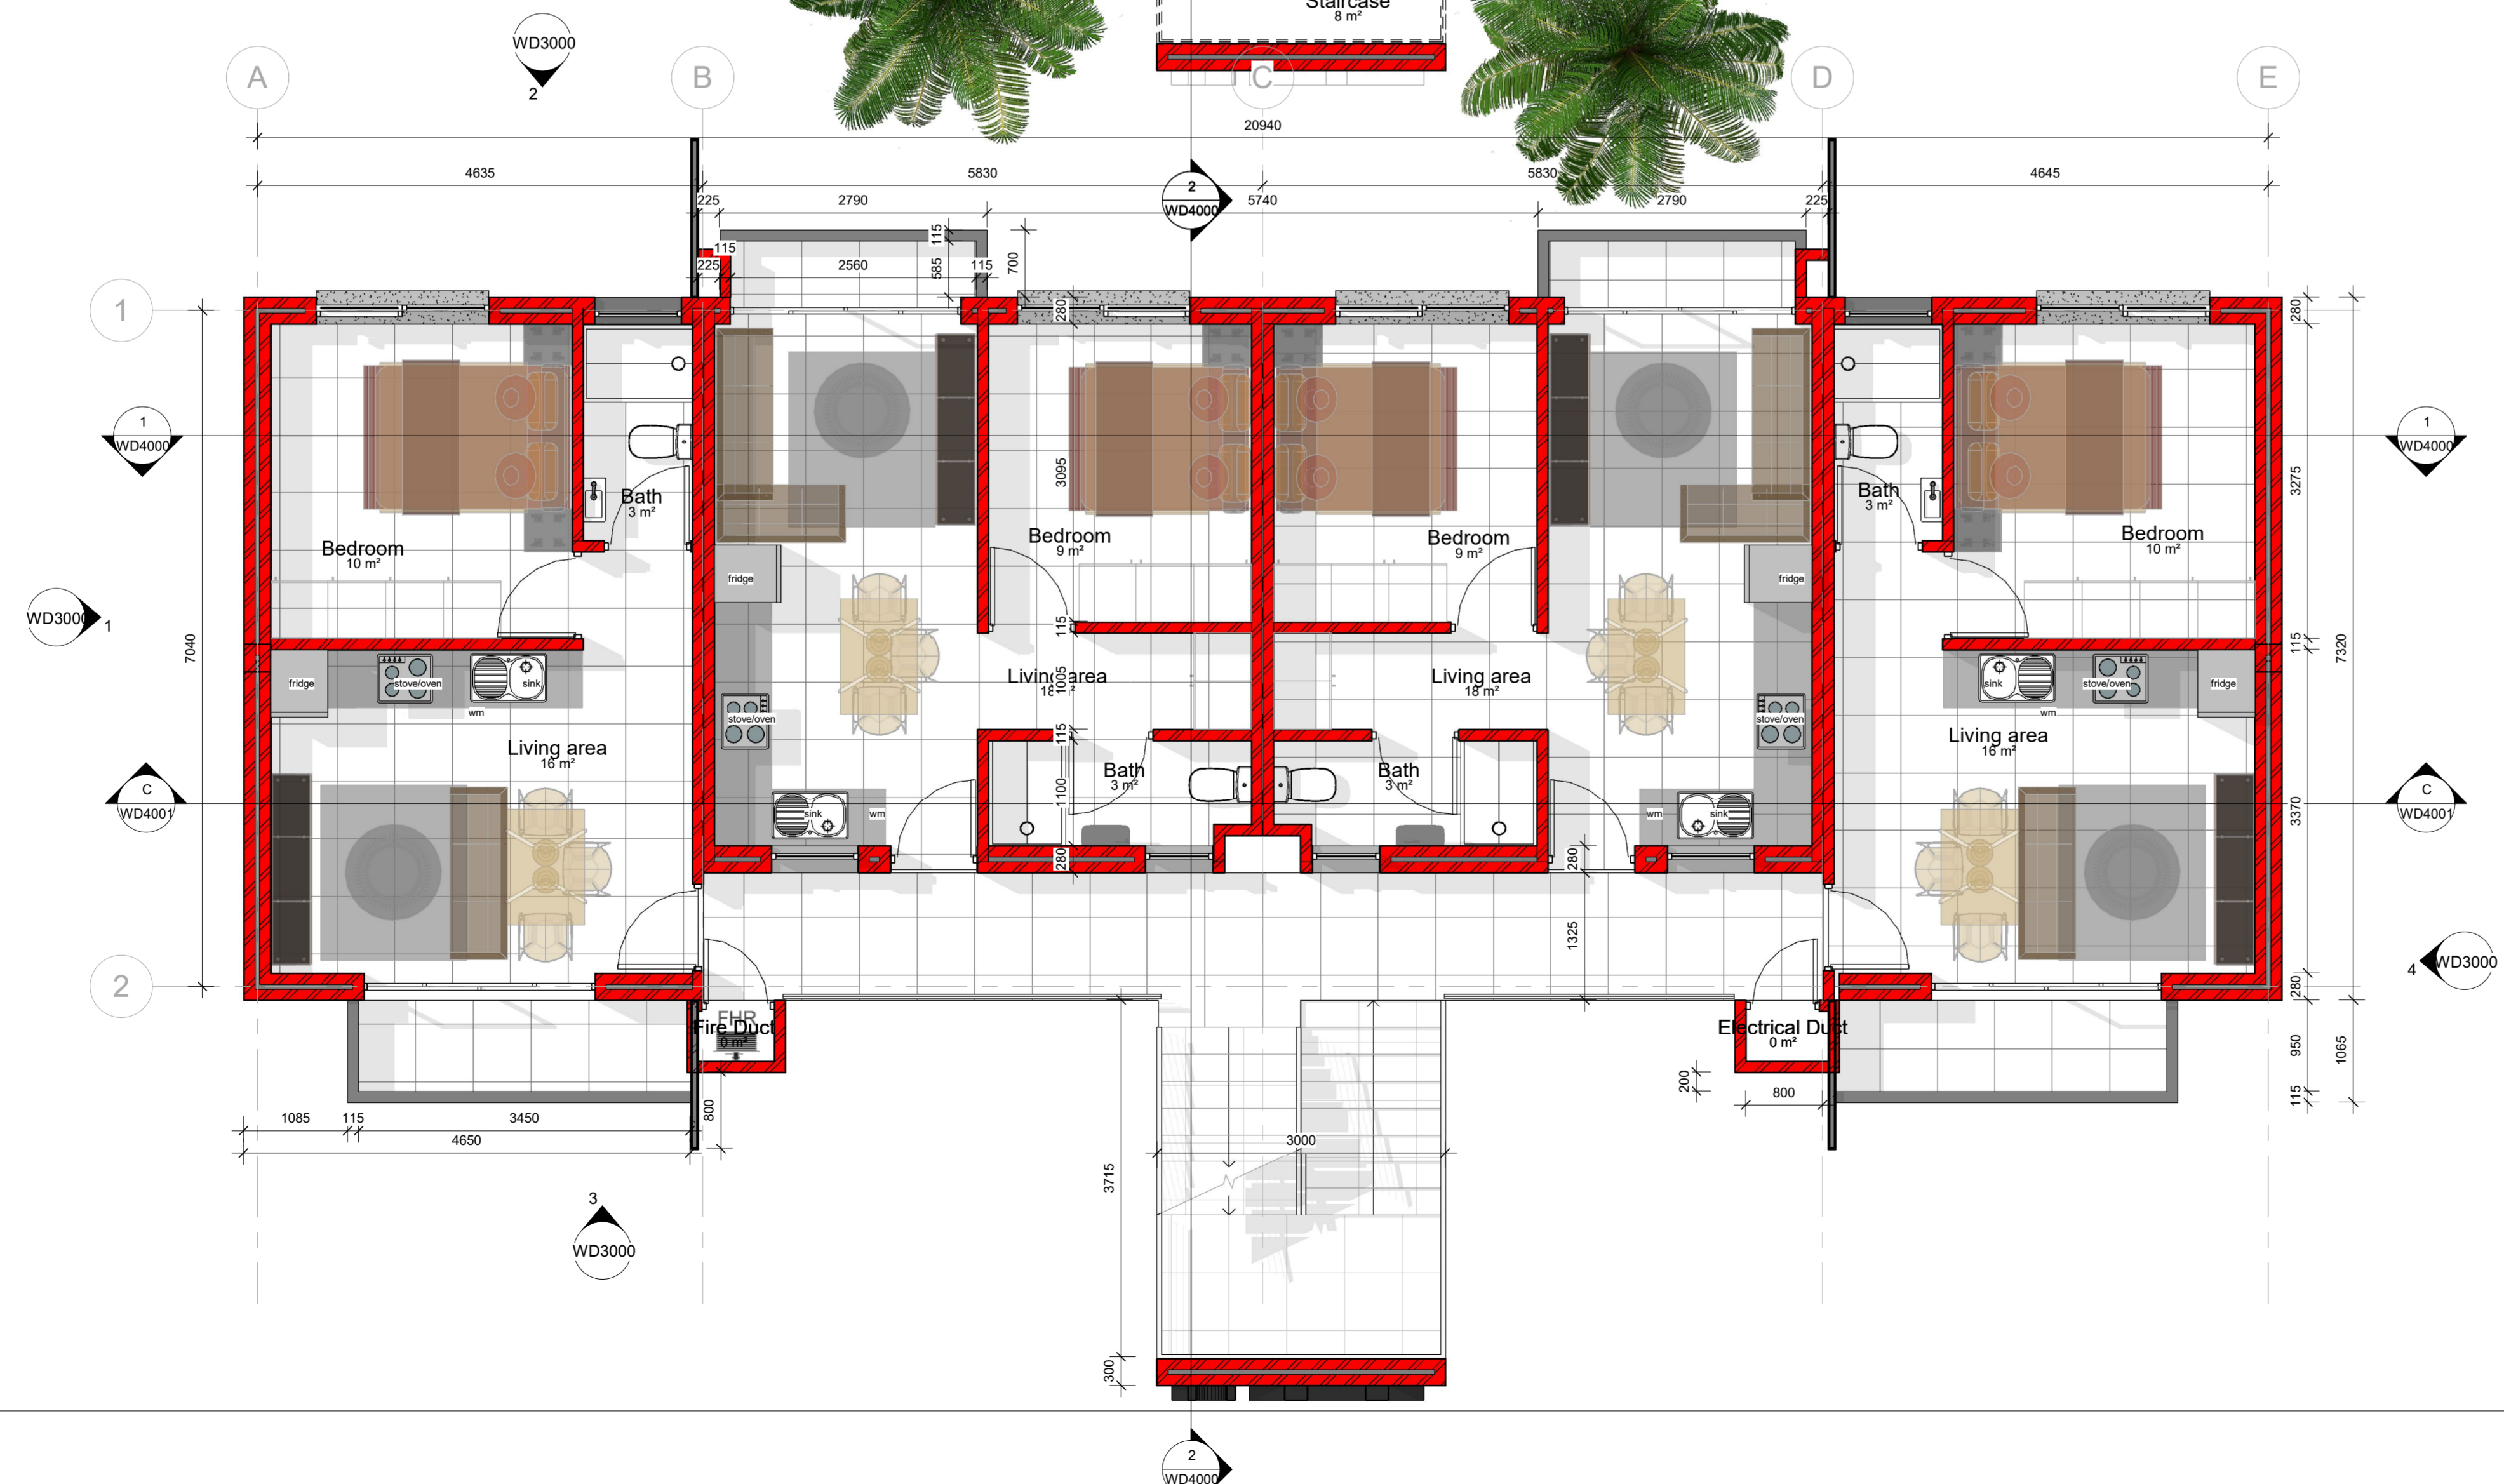 Staircase
8 m²
WD3000
2
A
B
C
D
E
20940
4635
5830
5830
4645
225
2790
2
WD4000
5740
2790
225
115
225
2560
115
585
115
700
280
280
1
1
WD4000
1
WD4000
3095
3275
Bath
3 m²
Bath
3 m²
Bedroom
10 m²
Bedroom
9 m²
Bedroom
9 m²
Bedroom
10 m²
fridge
fridge
WD3000
1
7040
115
115
7320
fridge
stove/oven
sink
wm
Living area
1005
Living area
18 m²
sink
stove/oven
fridge
wm
stove/oven
stove/oven
115
Living area
16 m²
Living area
16 m²
Bath
3 m²
Bath
3 m²
1100
C
WD4001
C
WD4001
sink
wm
wm
sink
3370
280
280
1325
4
WD3000
2
280
FHR
Fire Duct
0 m²
Electrical Duct
0 m²
950
1065
200
800
115
1085
115
3450
4650
800
3000
3715
3
WD3000
300
2
WD4000